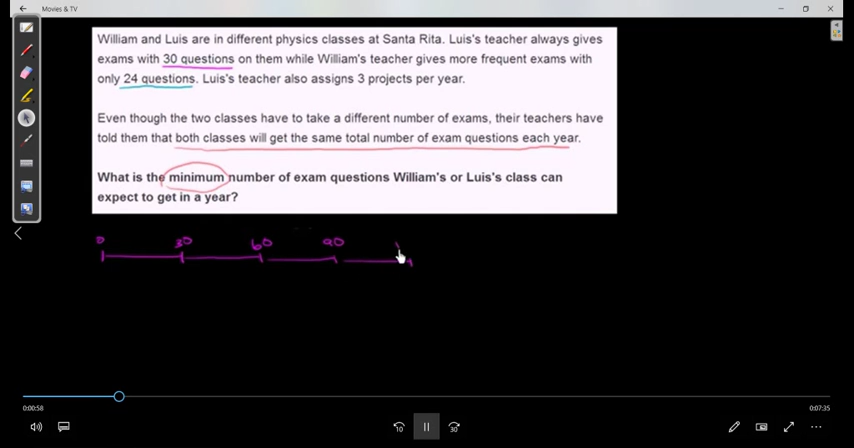 Movies & TV
William and Luis are in different physics classes at Santa Rita. Luis's teacher always gives
exams with 30 questions on them while William's teacher gives more frequent exams with
only 24 questions. Luis's teacher also assigns 3 projects per year.
Even though the two classes have to take a different number of exams, their teachers have
told them that both classes will get the same total number of exam questions each year.
What is the minimum number of exam questions William's or Luis's class can
expect to get in a year?
0 30 60 90
0:00:58 0:07:35
10 30